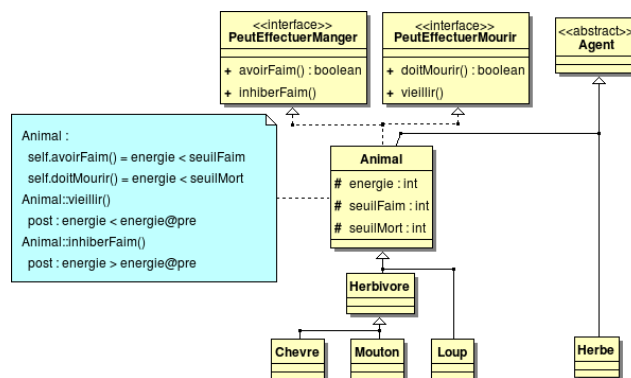 <<interface>>
PeutEffectuerManger
+ avoirFaim() : boolean
+ inhiberFaim()
<<interface>>
PeutEffectuerMourir
+ doitMourir() : boolean
+ vieillir()
<<abstract>>
Agent
Animal :
self.avoirFaim() = energie < seuilFaim
self.doitMourir() = energie < seuilMort
Animal::vieillir()
post : energie < energie@pre
Animal::inhiberFaim()
post : energie > energie@pre
Animal
# energie : int
# seuilFaim : int
# seuilMort : int
Herbivore
Chevre
Mouton
Loup
Herbe